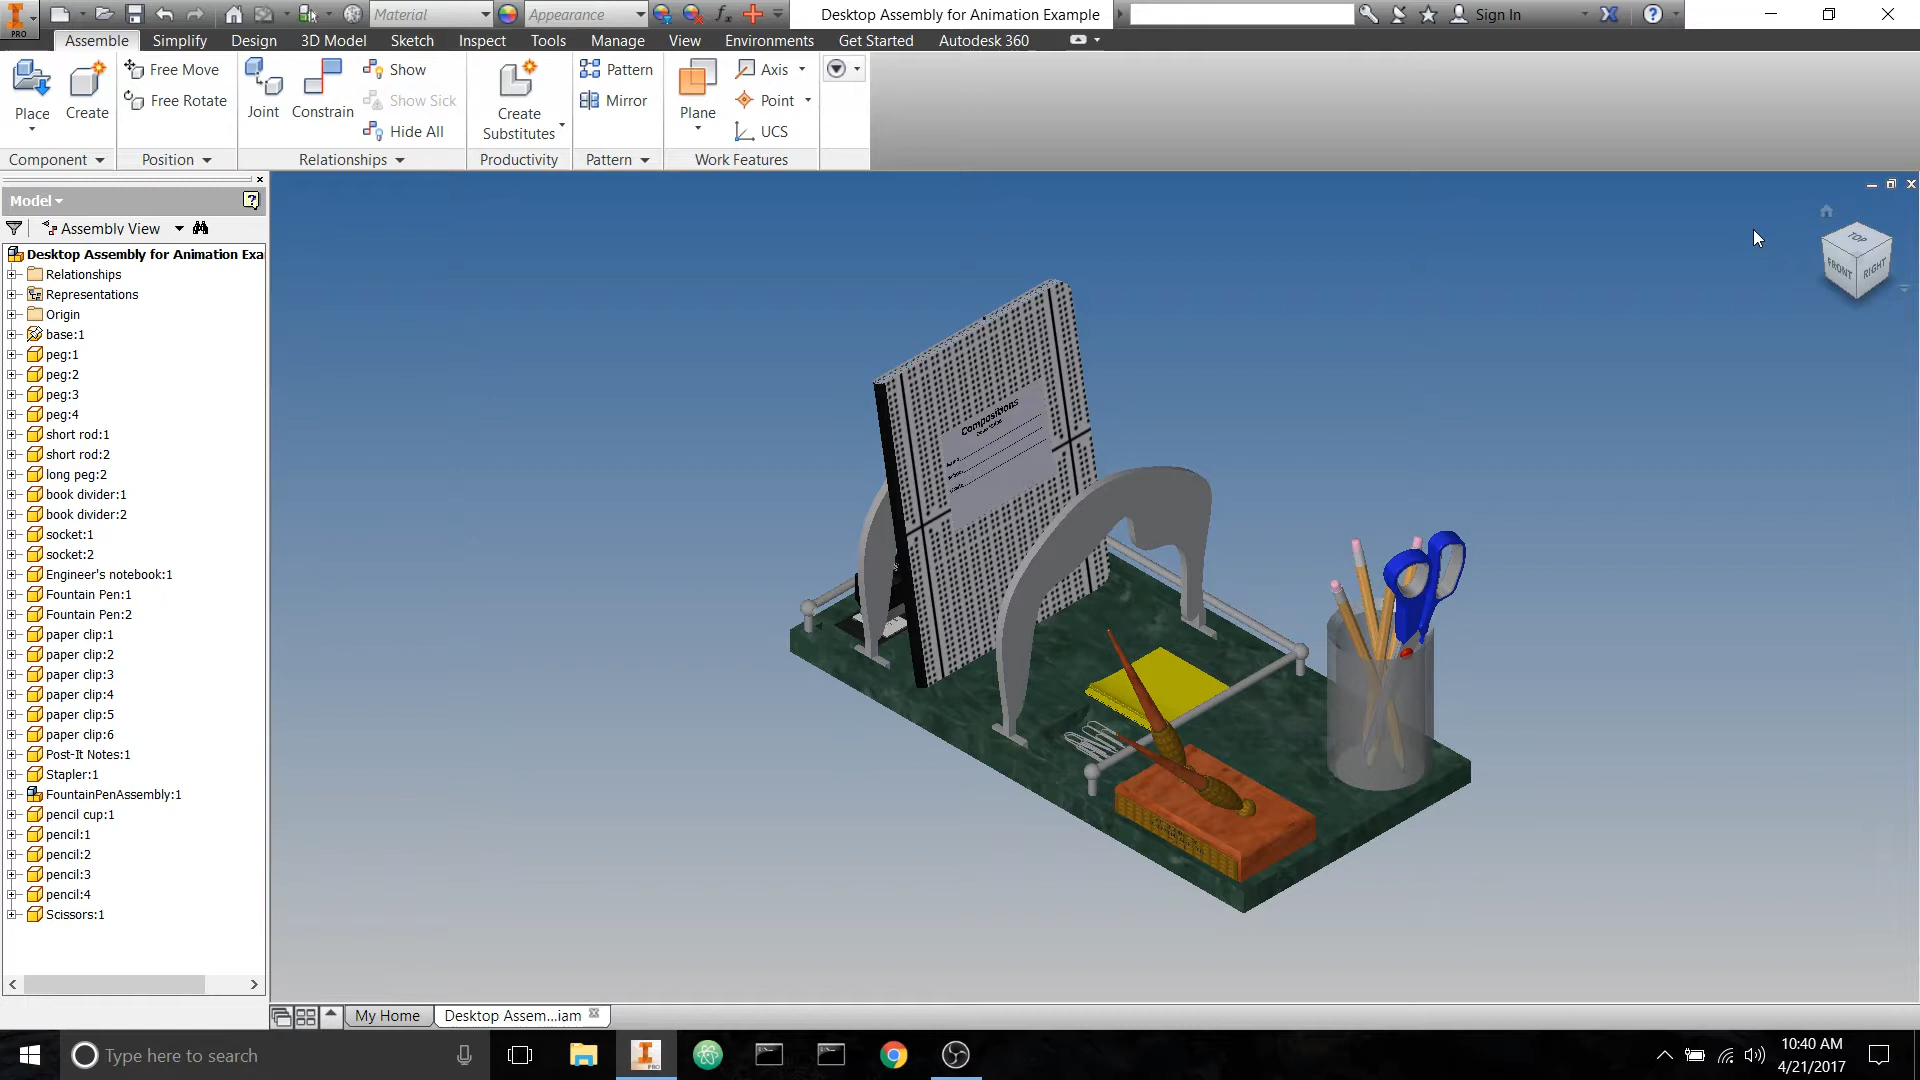 PRO
Material
Appearance
Desktop Assembly for Animation Example
Sign In
Assemble
Simplify
Design
3D Model
Sketch
Inspect
Tools
Manage
View
Environments
Get Started
Autodesk 360
Place
Create
Free Move
Free Rotate
Joint
Constrain
Show
Show Sick
Hide All
Create
Substitutes
Pattern
Mirror
Plane
Axis
Point
UCS
Component
Position
Relationships
Productivity
Pattern
Work Features
Model
Assembly View
Desktop Assembly for Animation Exa
Relationships
Representations
Origin
base:1
peg:1
peg:2
peg:3
peg:4
short rod:1
short rod:2
long peg:2
book divider:1
book divider:2
socket:1
socket:2
Engineer's notebook:1
Fountain Pen:1
Fountain Pen:2
paper clip:1
paper clip:2
paper clip:3
paper clip:4
paper clip:5
paper clip:6
Post-It Notes:1
Stapler:1
FountainPenAssembly:1
pencil cup:1
pencil:1
pencil:2
pencil:3
pencil:4
Scissors:1
TOP
FRONT
RIGHT
Compositions
My Home
Desktop Assem...iam
Type here to search
PRO
10:40 AM
4/21/2017